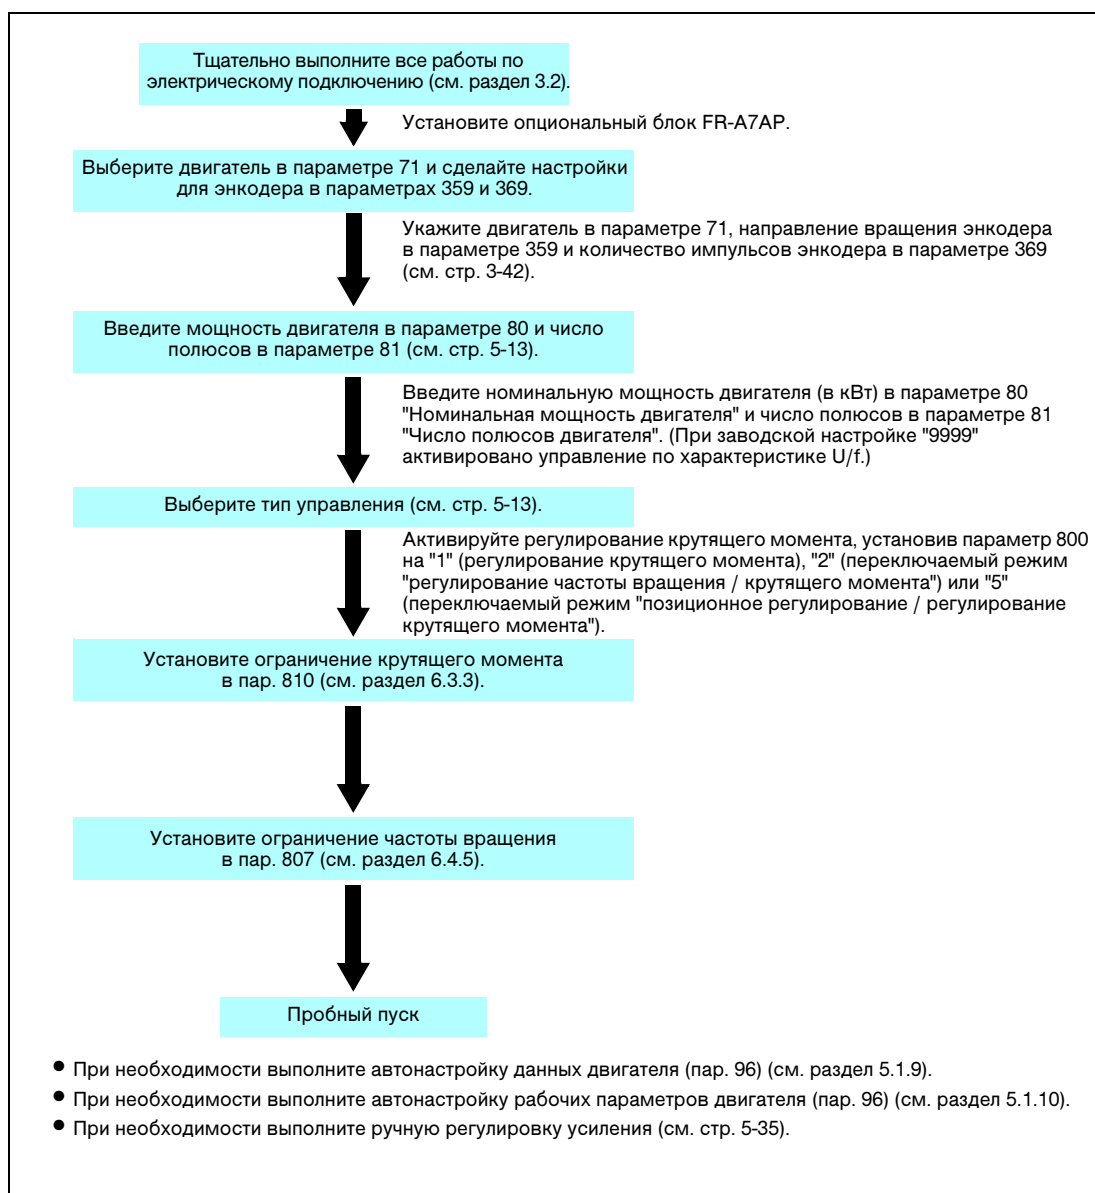 Тщательно выполните все работы по
электрическому подключению (см. раздел 3.2).
Установите опциональный блок FR-A7AP.
Выберите двигатель в параметре 71 и сделайте настройки
для энкодера в параметрах 359 и 369.
Укажите двигатель в параметре 71, направление вращения энкодера
в параметре 359 и количество импульсов энкодера в параметре 369
(см. стр. 3-42).
Введите мощность двигателя в параметре 80 и число
полюсов в параметре 81 (см. стр. 5-13).
Введите номинальную мощность двигателя (в кВт) в параметре 80
"Номинальная мощность двигателя" и число полюсов в параметре 81
"Число полюсов двигателя". (При заводской настройке "9999"
активировано управление по характеристике U/f.)
Выберите тип управления (см. стр. 5-13).
Активируйте регулирование крутящего момента, установив параметр 800
на "1" (регулирование крутящего момента), "2" (переключаемый режим
"регулирование частоты вращения / крутящего момента") или "5"
(переключаемый режим "позиционное регулирование / регулирование
крутящего момента").
Установите ограничение крутящего момента
в пар. 810 (см. раздел 6.3.3).
Установите ограничение частоты вращения
в пар. 807 (см. раздел 6.4.5).
Пробный пуск
● При необходимости выполните автонастройку данных двигателя (пар. 96) (см. раздел 5.1.9).
● При необходимости выполните автонастройку рабочих параметров двигателя (пар. 96) (см. раздел 5.1.10).
● При необходимости выполните ручную регулировку усиления (см. стр. 5-35).